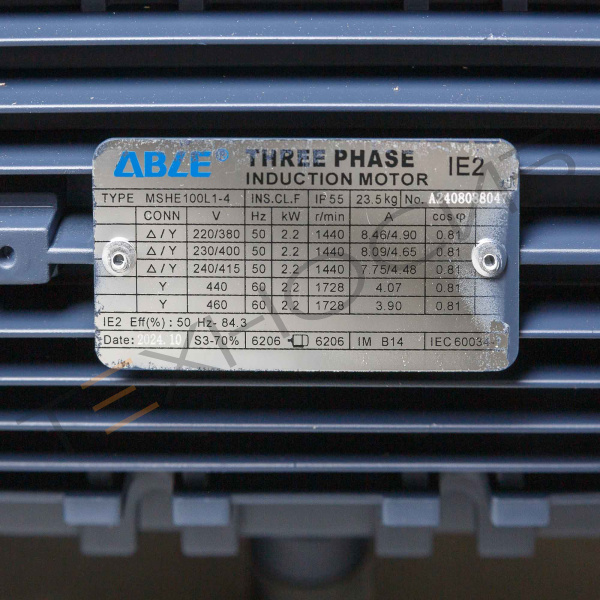 ABLE® THREE PHASE INDUCTION MOTOR IE2
TYPE MSHE100L1-4 INS.CL.F IP 55 23.5kg No.
CONN V Hz kW r/min A cosφ
Δ/Y 220/380 50 2.2 1440 8.46/4.90 0.81
Δ/Y 230/400 50 2.2 1440 8.09/4.65 0.81
Δ/Y 240/415 50 2.2 1440 7.75/4.48 0.81
Y 440 60 2.2 1728 4.07 0.81
Y 460 60 2.2 1728 3.90 0.81
IE2 Eff(%) : 50 Hz- 84.3
Date: 2024.10 S3-70% 6206 6206 IM B14